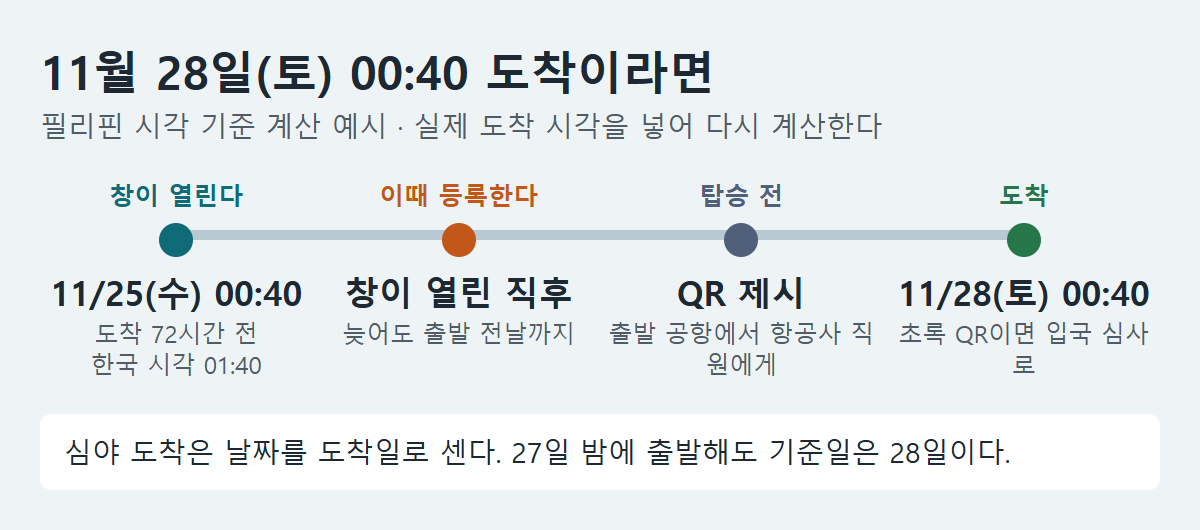 11월 28일(토) 00:40 도착이라면
필리핀 시각 기준 계산 예시 · 실제 도착 시각을 넣어 다시 계산한다
창이 열린다
이때 등록한다
탑승 전
도착
11/25(수) 00:40
창이 열린 직후
QR 제시
11/28(토) 00:40
도착 72시간 전
한국 시각 01:40
늦어도 출발 전날까지
출발 공항에서 항공사 직
원에게
초록 QR이면 입국 심사
로
심야 도착은 날짜를 도착일로 센다. 27일 밤에 출발해도 기준일은 28일이다.